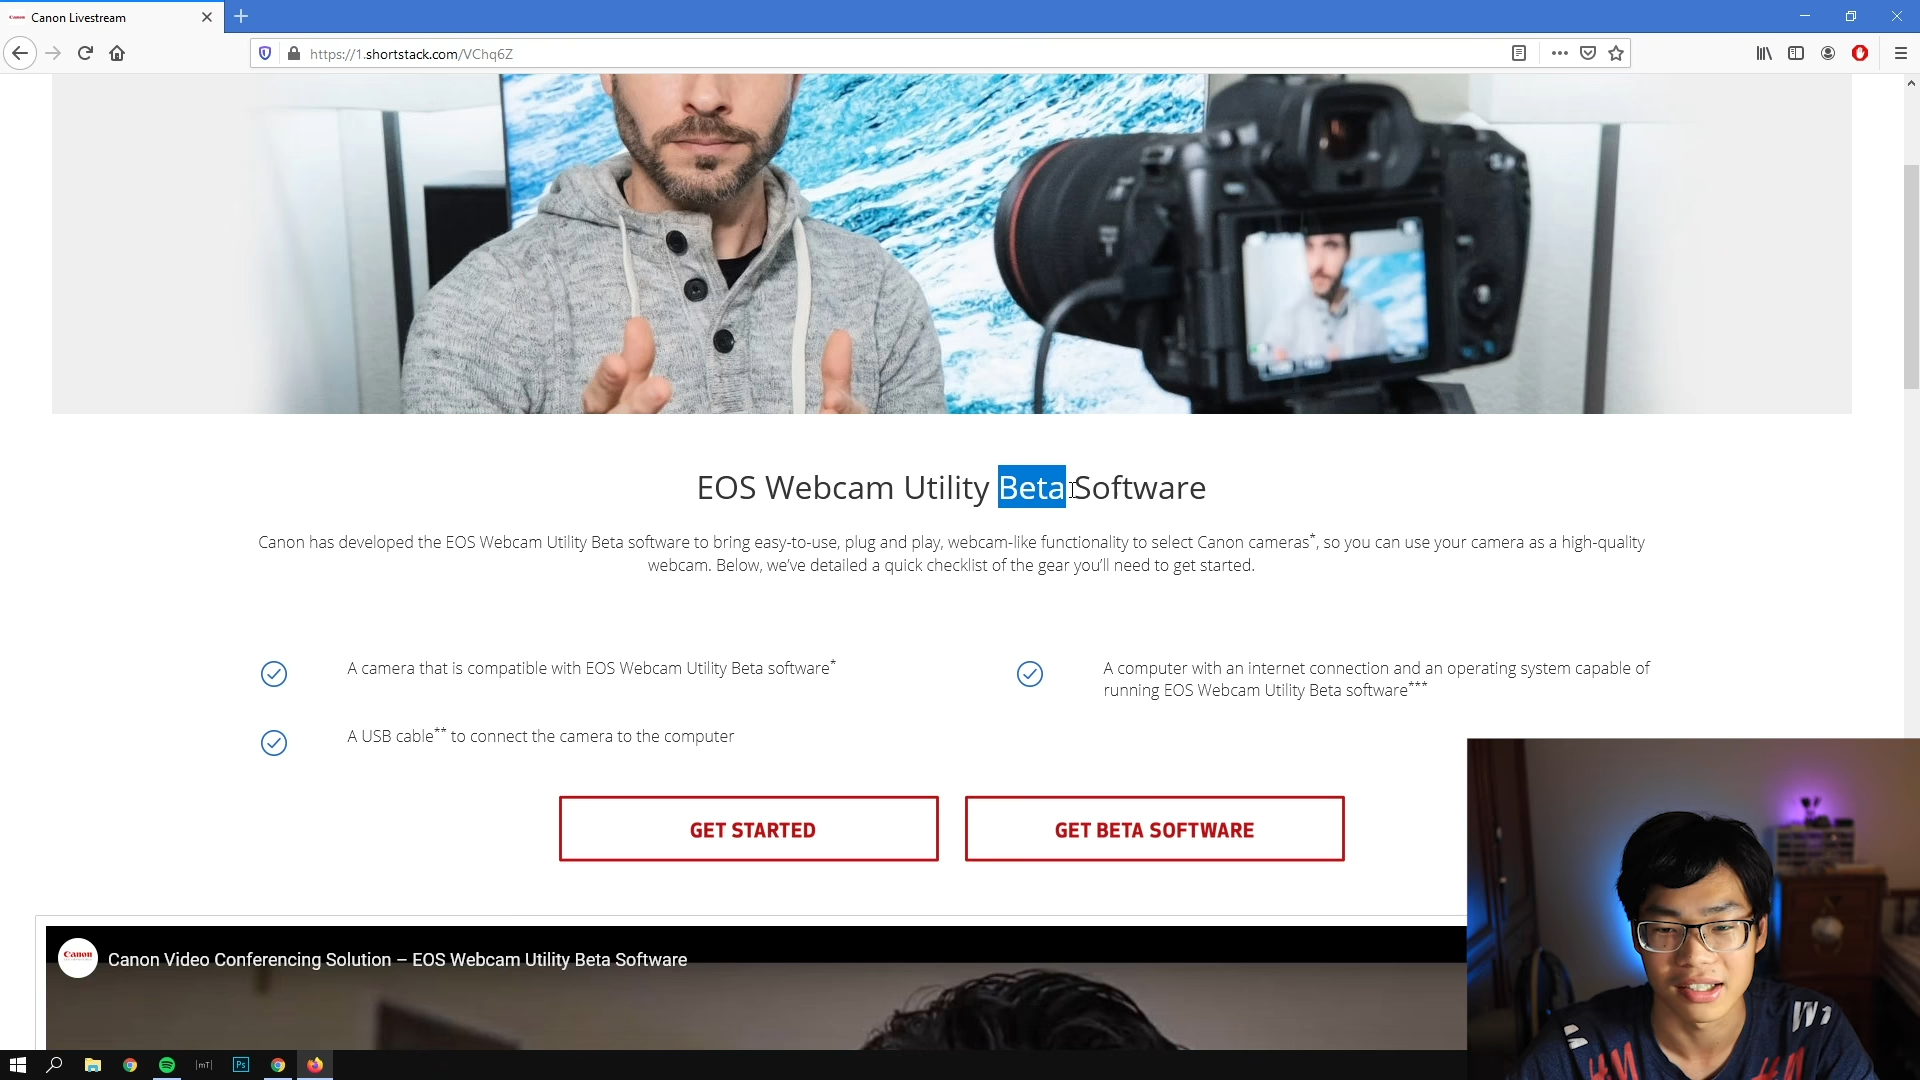 Canon Livestream
https://1.shortstack.com/VChq6Z
EOS Webcam Utility Beta Software
Canon has developed the EOS Webcam Utility Beta software to bring easy-to-use, plug and play, webcam-like functionality to select Canon cameras*, so you can use your camera as a high-quality
webcam. Below, we've detailed a quick checklist of the gear you'll need to get started.
A camera that is compatible with EOS Webcam Utility Beta software*
A computer with an internet connection and an operating system capable of
running EOS Webcam Utility Beta software***
A USB cable** to connect the camera to the computer
GET STARTED
GET BETA SOFTWARE
Canon
Canon Video Conferencing Solution – EOS Webcam Utility Beta Software
|mT|
Ps